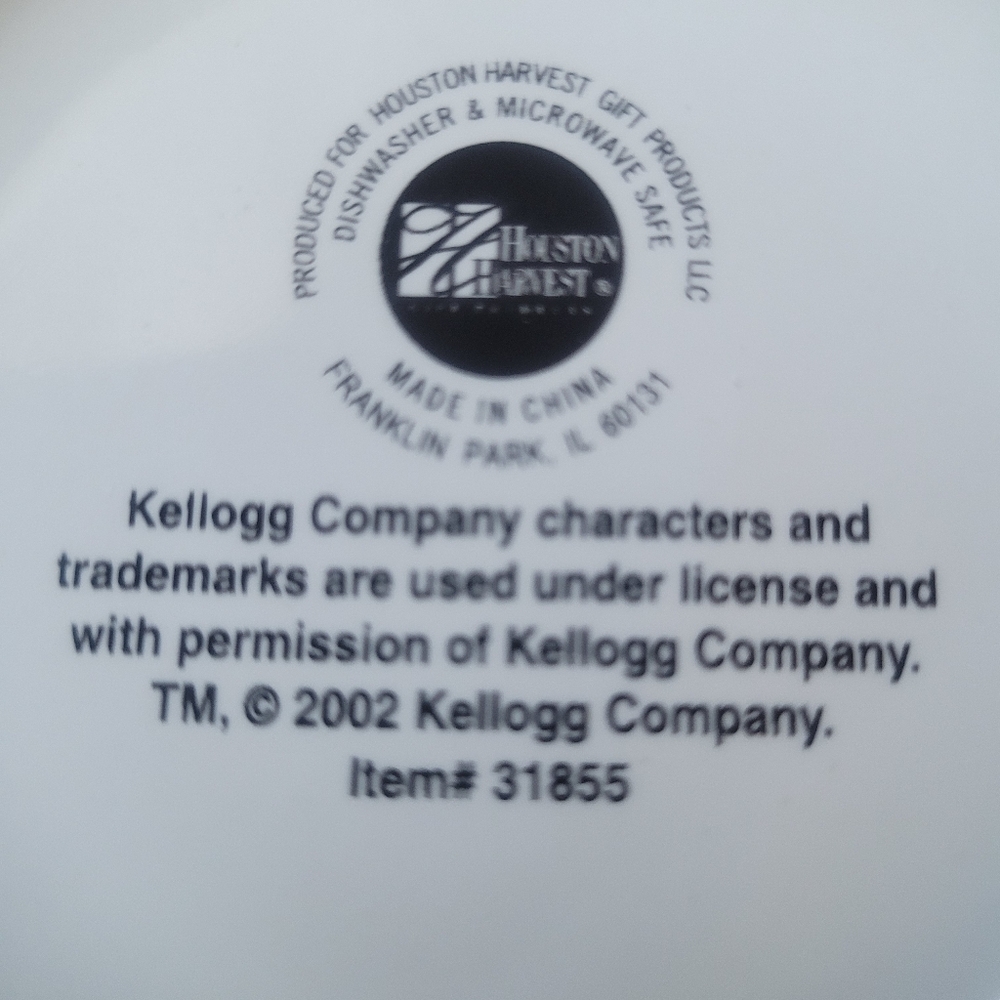 PRODUCED FOR HOUSTON HARVEST GIFT PRODUCTS LLC
DISHWASHER & MICROWAVE SAFE
HOUSTON
HARVEST ®
MADE IN CHINA
FRANKLIN PARK, IL 60131
Kellogg Company characters and
trademarks are used under license and
with permission of Kellogg Company.
TM, © 2002 Kellogg Company.
Item# 31855